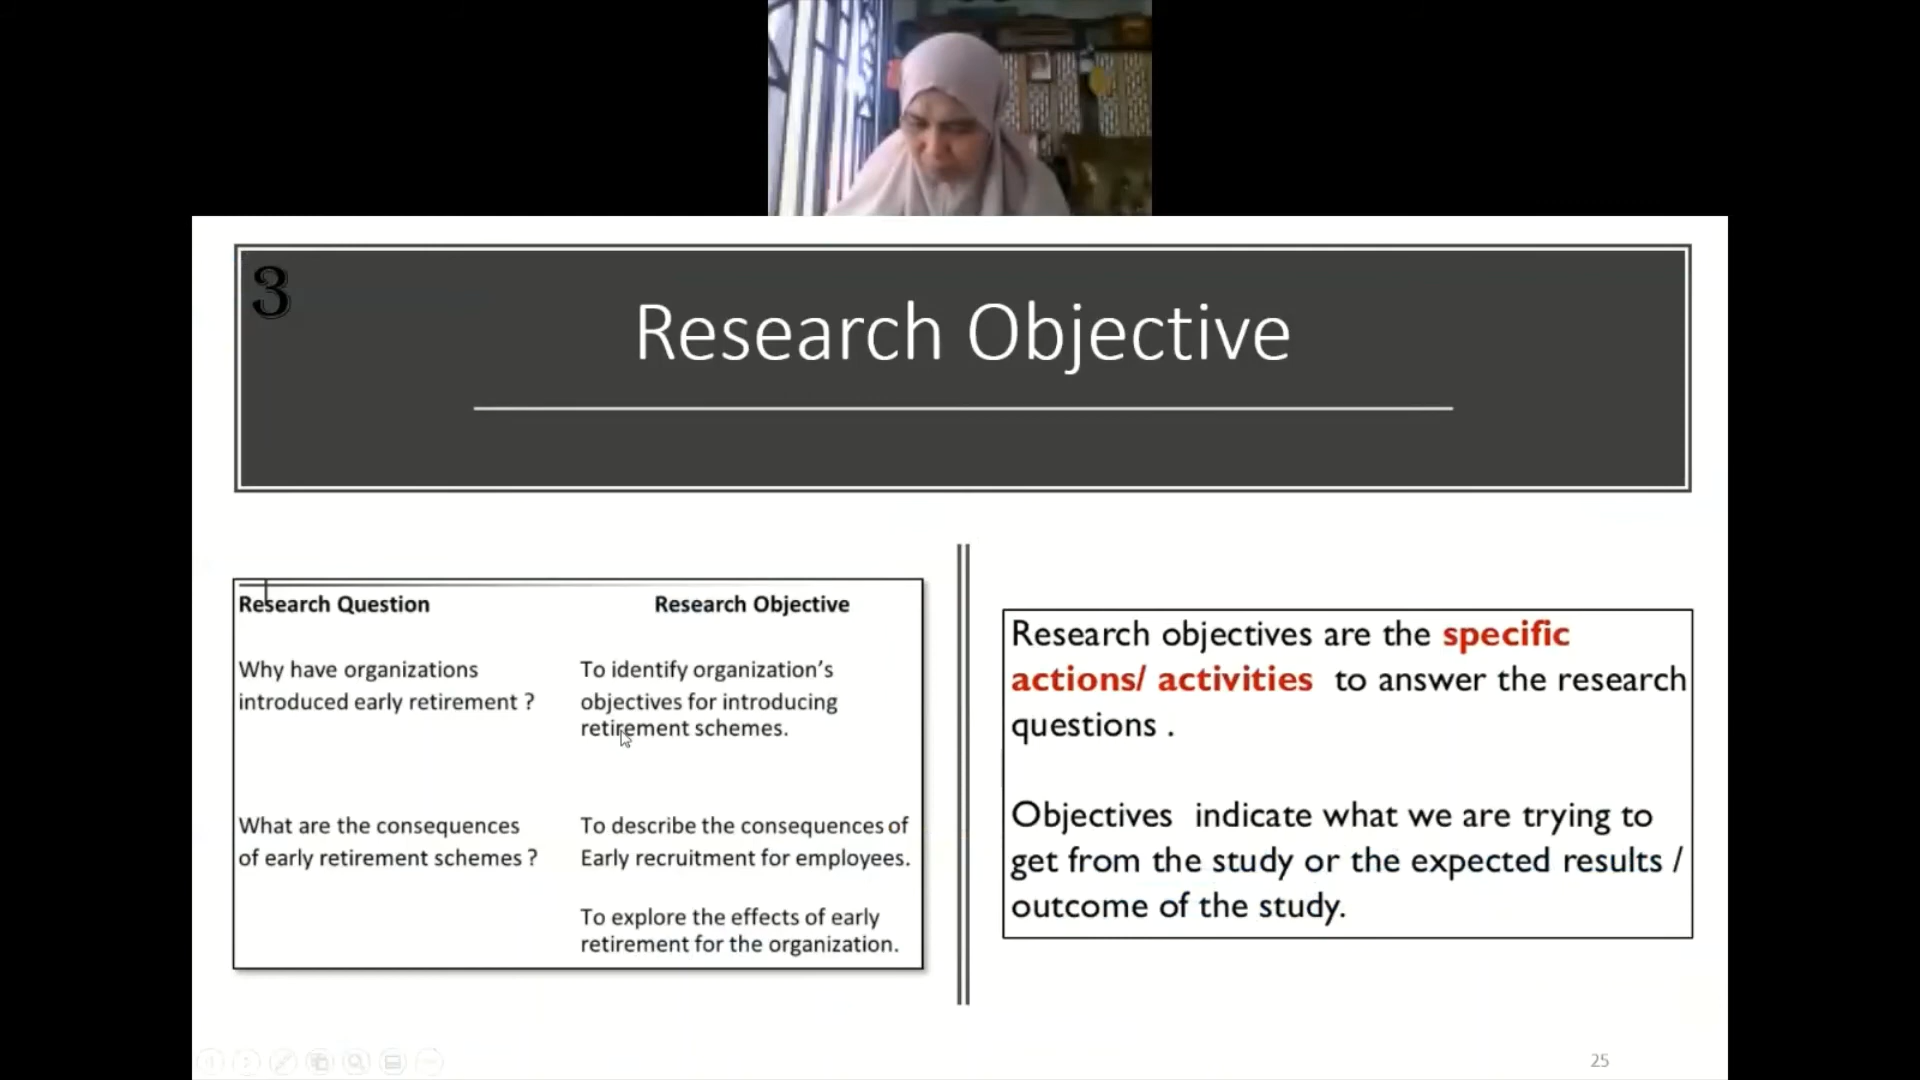 3
Research Objective
Research Question
Research Objective
Why have organizations
introduced early retirement ?
To identify organization's
objectives for introducing
retirement schemes.
What are the consequences
of early retirement schemes ?
To describe the consequences of
Early recruitment for employees.
To explore the effects of early
retirement for the organization.
Research objectives are the specific
actions/ activities to answer the research
questions .
Objectives indicate what we are trying to
get from the study or the expected results /
outcome of the study.
25